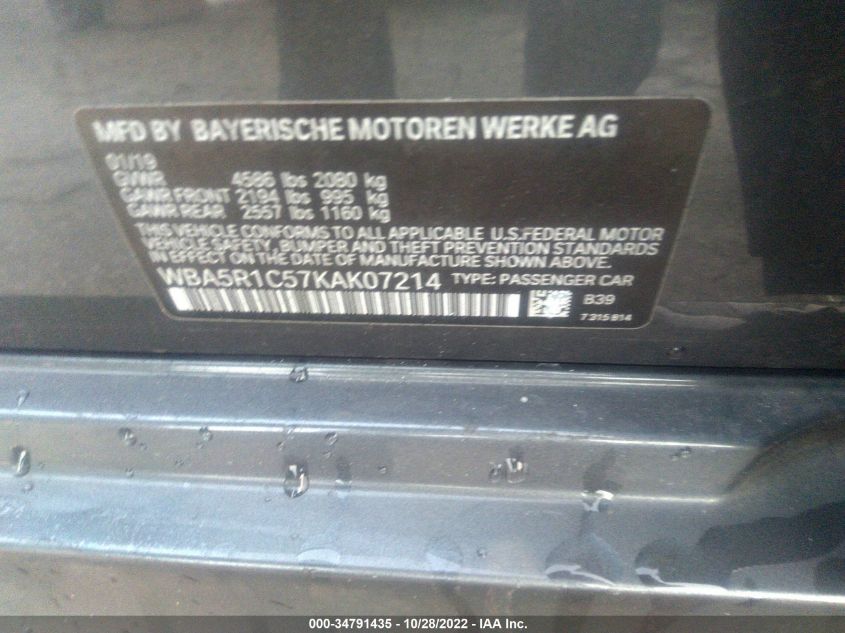 MFD BY BAYERISCHE MOTOREN WERKE AG
01/19
GVWR 4586 lbs 2080 kg
GAWR FRONT 2194 lbs 995 kg
GAWR REAR 2557 lbs 1160 kg
THIS VEHICLE CONFORMS TO ALL APPLICABLE U.S.FEDERAL MOTOR
VEHICLE SAFETY, BUMPER AND THEFT PREVENTION STANDARDS
IN EFFECT ON THE DATE OF MANUFACTURE SHOWN ABOVE.
WBA5R1C57KAK07214 TYPE: PASSENGER CAR
B39
7 315 814
000-34791435 - 10/28/2022 - IAA Inc.